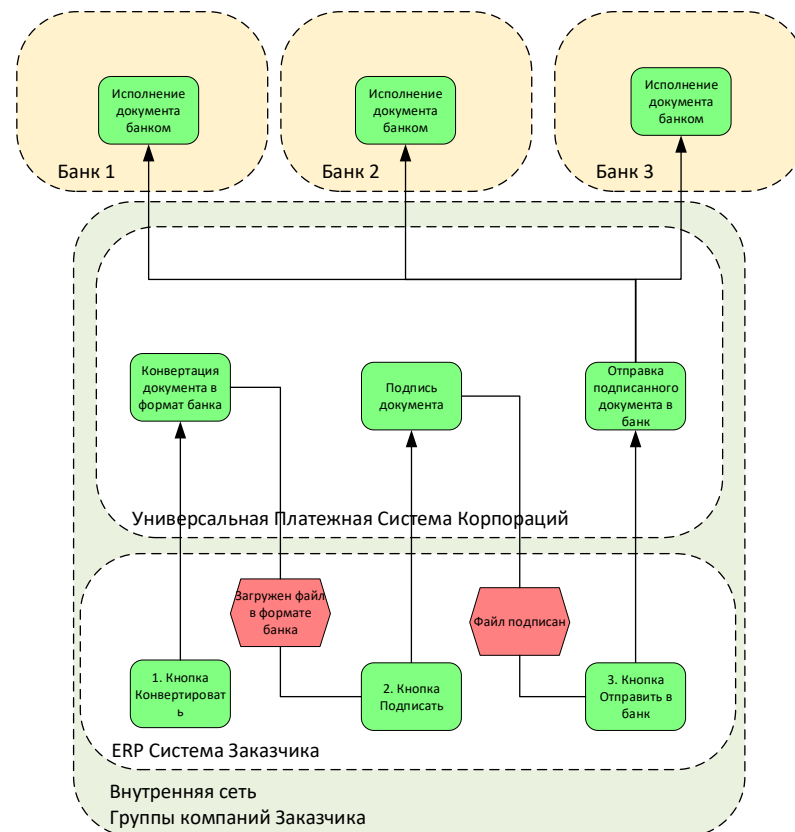 Исполнение
документа
банком
Банк 1
Исполнение
документа
банком
Банк 2
Исполнение
документа
банком
Банк 3
Конвертация
документа в
формат банка
Подпись
документа
Отправка
подписанного
документа в
банк
Универсальная Платежная Система Корпораций
Загружен файл
в формате
банка
Файл подписан
1. Кнопка
Конвертироват
ь
2. Кнопка
Подписать
3. Кнопка
Отправить в
банк
ERP Система Заказчика
Внутренняя сеть
Группы компаний Заказчика